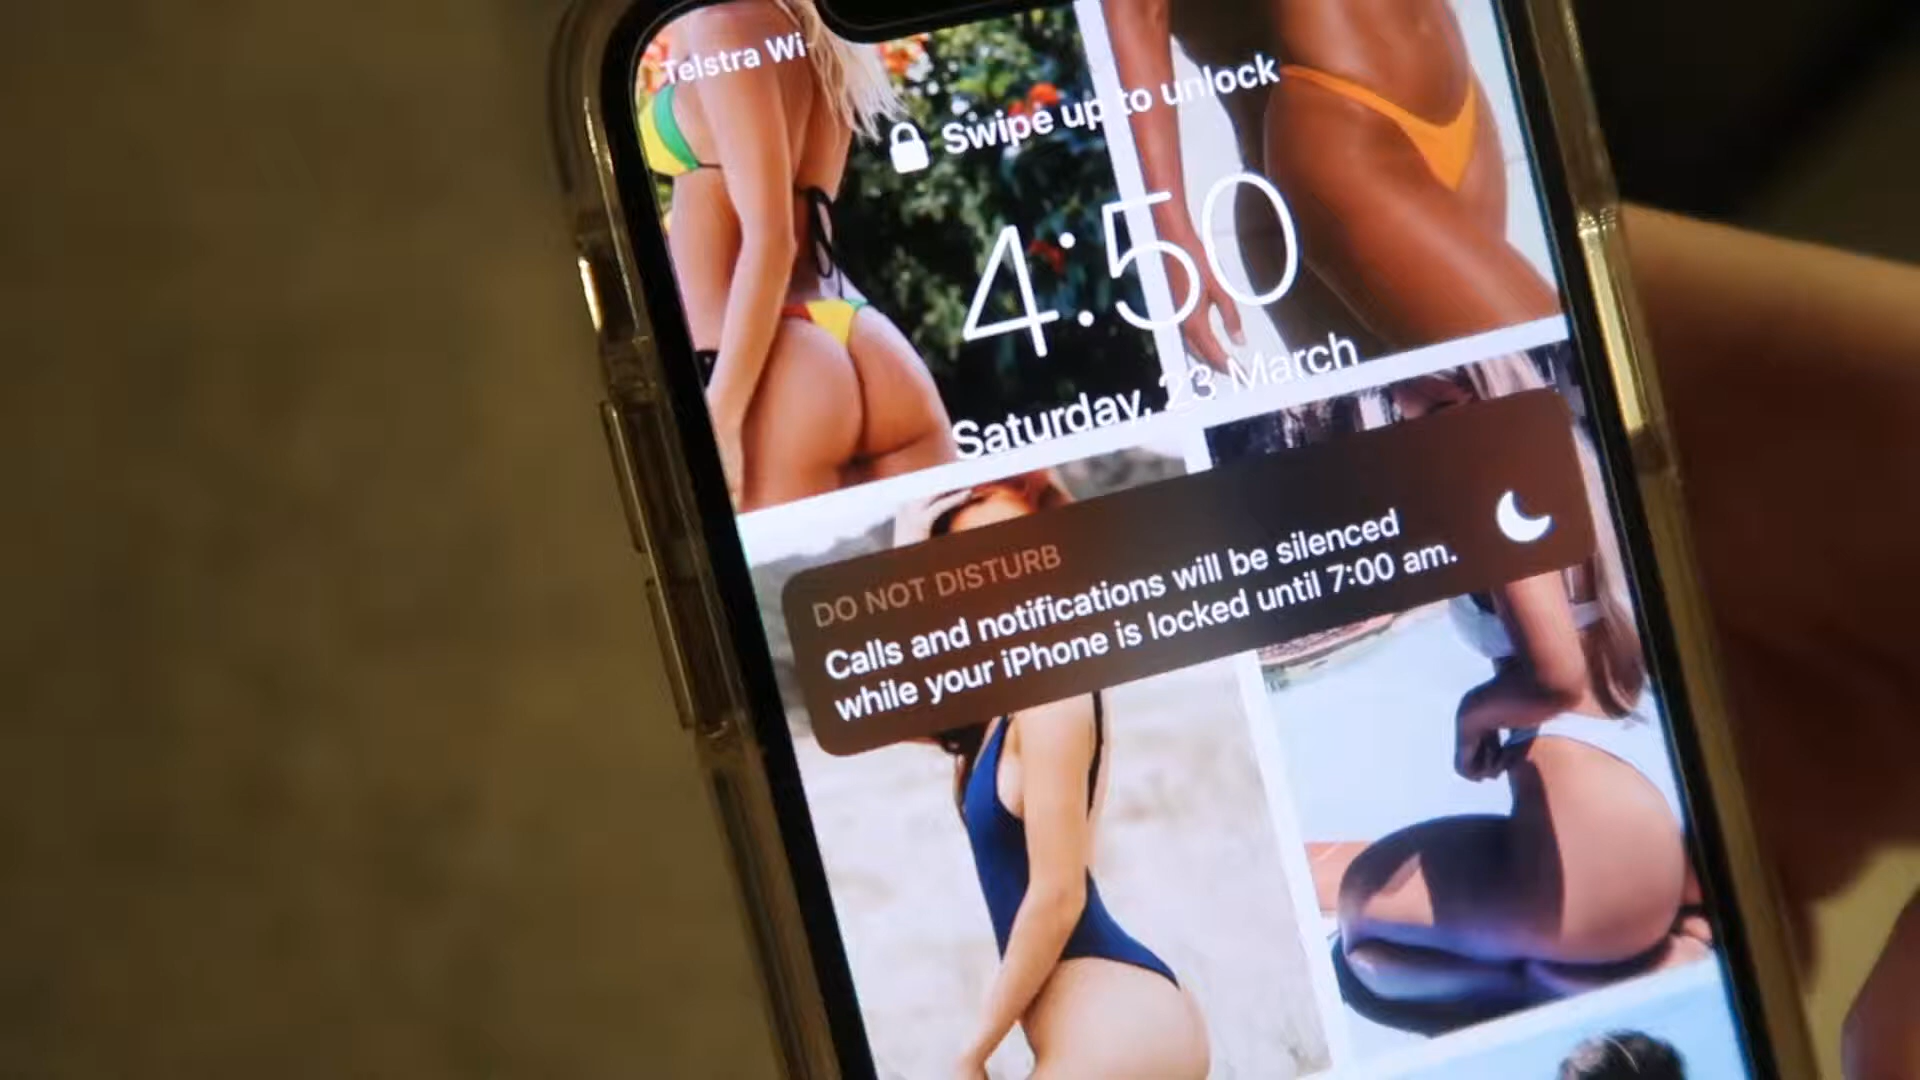 Telstra Wi-
Swipe up to unlock
4:50
Saturday, 23 March
DO NOT DISTURB
Calls and notifications will be silenced
while your iPhone is locked until 7:00 am.